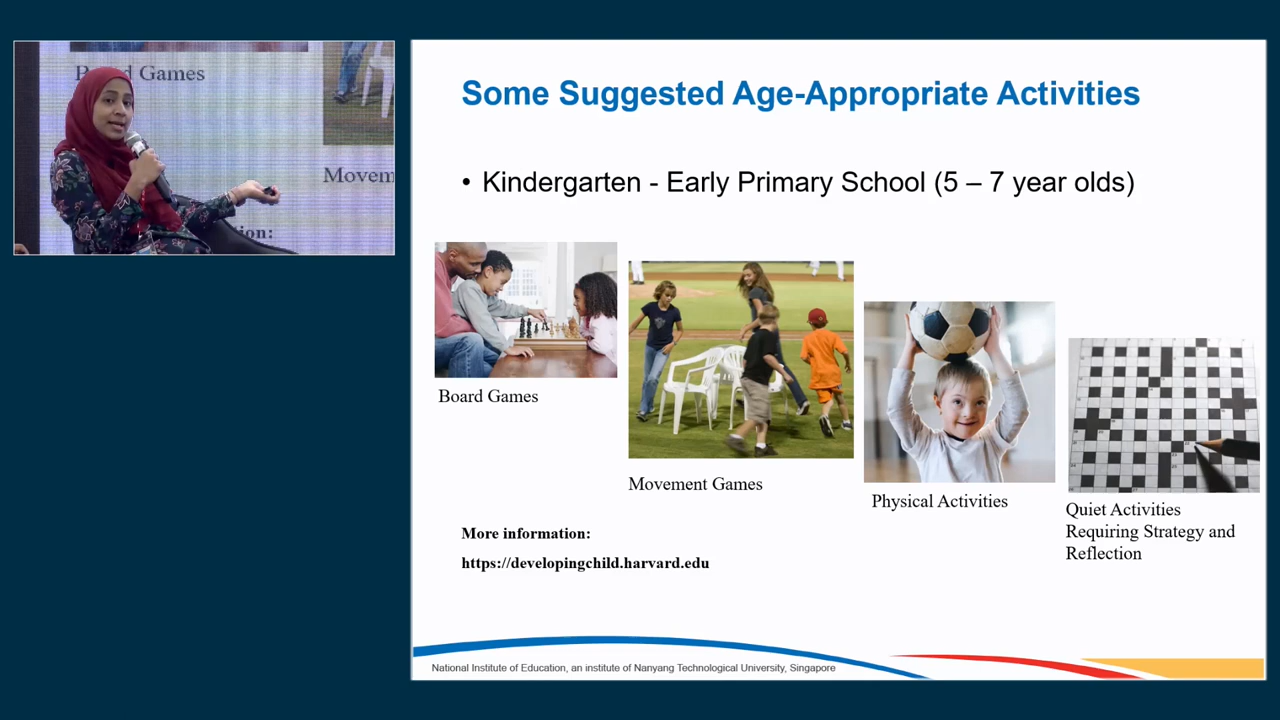 Board Games
Movem
ion:
Some Suggested Age-Appropriate Activities
• Kindergarten - Early Primary School (5 – 7 year olds)
Board Games
Movement Games
Physical Activities
Quiet Activities
Requiring Strategy and
Reflection
More information:
https://developingchild.harvard.edu
National Institute of Education, an institute of Nanyang Technological University, Singapore